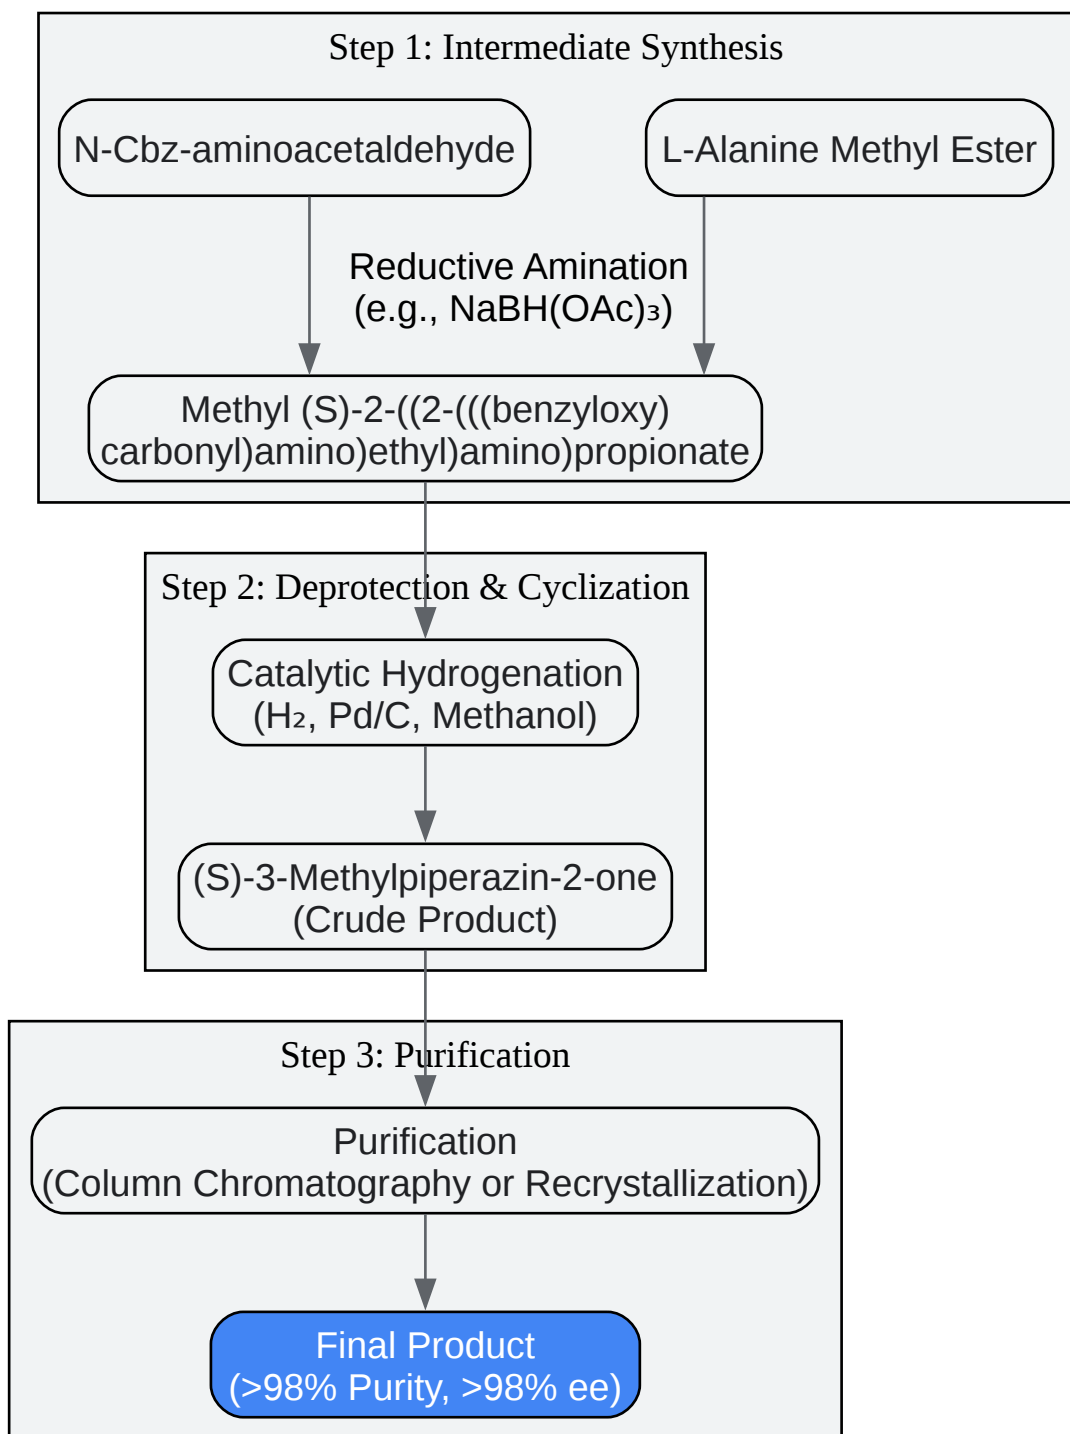 Step 1: Intermediate Synthesis
N-Cbz-aminoacetaldehyde
L-Alanine Methyl Ester
Reductive Amination
(e.g., NaBH(OAc)₃)
Methyl (S)-2-((2-(((benzyloxy)
carbonyl)amino)ethyl)amino)propionate
Step 2: Deprotection & Cyclization
Catalytic Hydrogenation
(H₂, Pd/C, Methanol)
(S)-3-Methylpiperazin-2-one
(Crude Product)
Step 3: Purification
Purification
(Column Chromatography or Recrystallization)
Final Product
(>98% Purity, >98% ee)